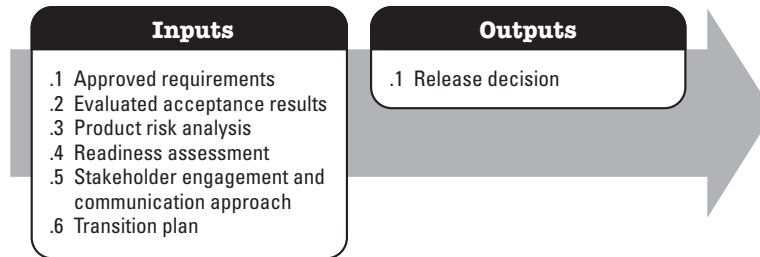 Inputs
.1 Approved requirements
.2 Evaluated acceptance results
.3 Product risk analysis
.4 Readiness assessment
.5 Stakeholder engagement and
communication approach
.6 Transition plan
Outputs
.1 Release decision